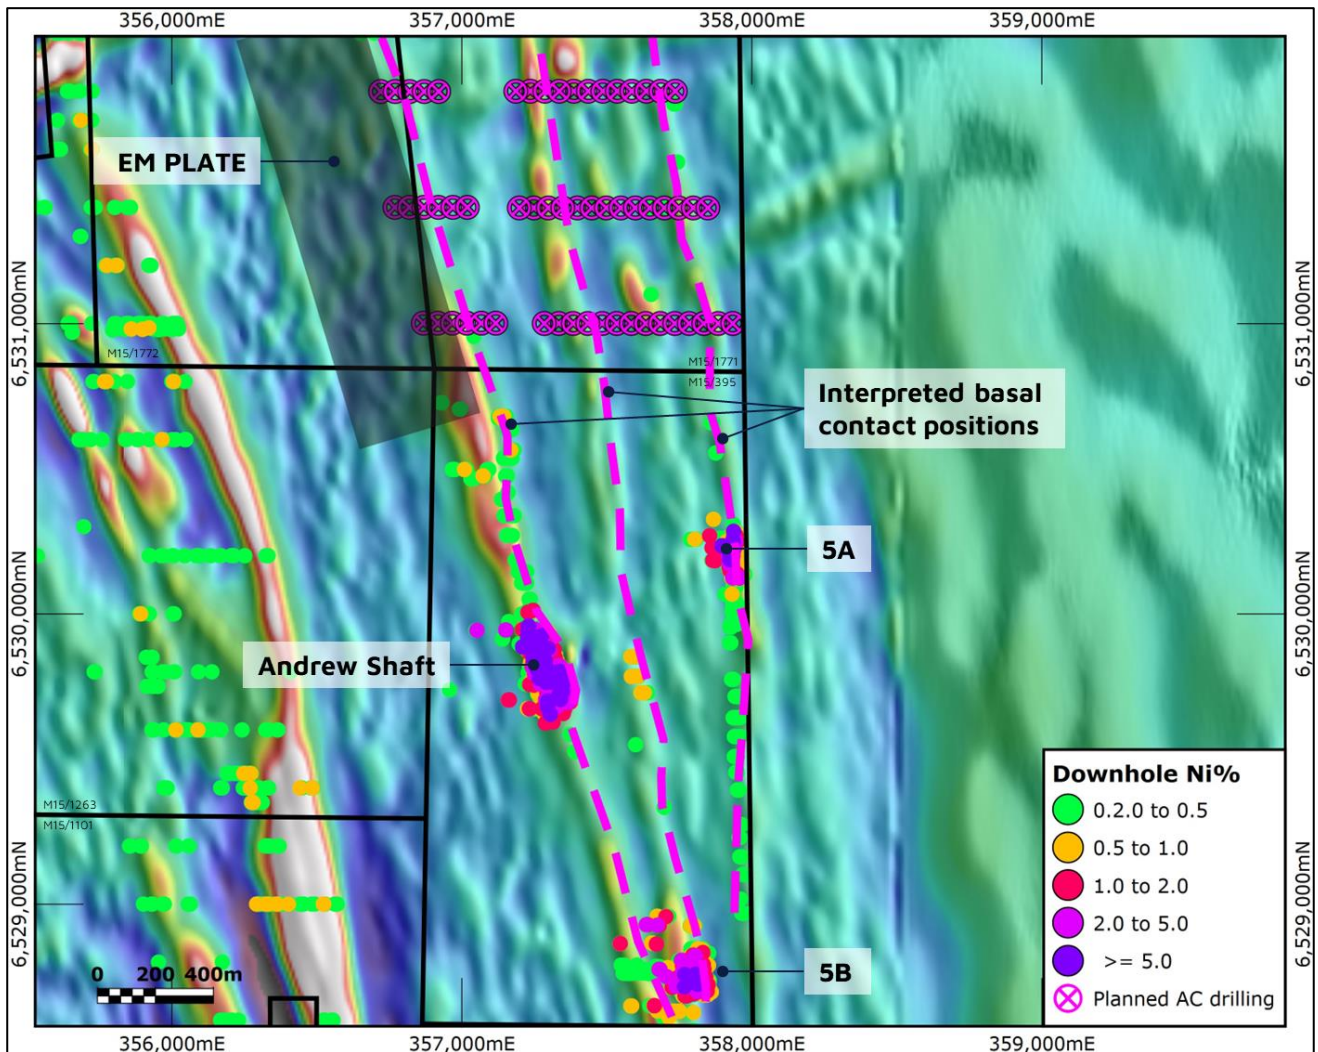 356,000mE 357,000mE 358,000mE 359,000mE
EM PLATE
6,531,000mN
6,531,000mN
M15/1772
M15/1771
M15/395
Interpreted basal
contact positions
5A
6,530,000mN
6,530,000mN
Andrew Shaft
M15/1263
M15/1101
6,529,000mN
6,529,000mN
5B
0 200 400m
Downhole Ni%
0.2.0 to 0.5
0.5 to 1.0
1.0 to 2.0
2.0 to 5.0
>= 5.0
Planned AC drilling
356,000mE 357,000mE 358,000mE 359,000mE